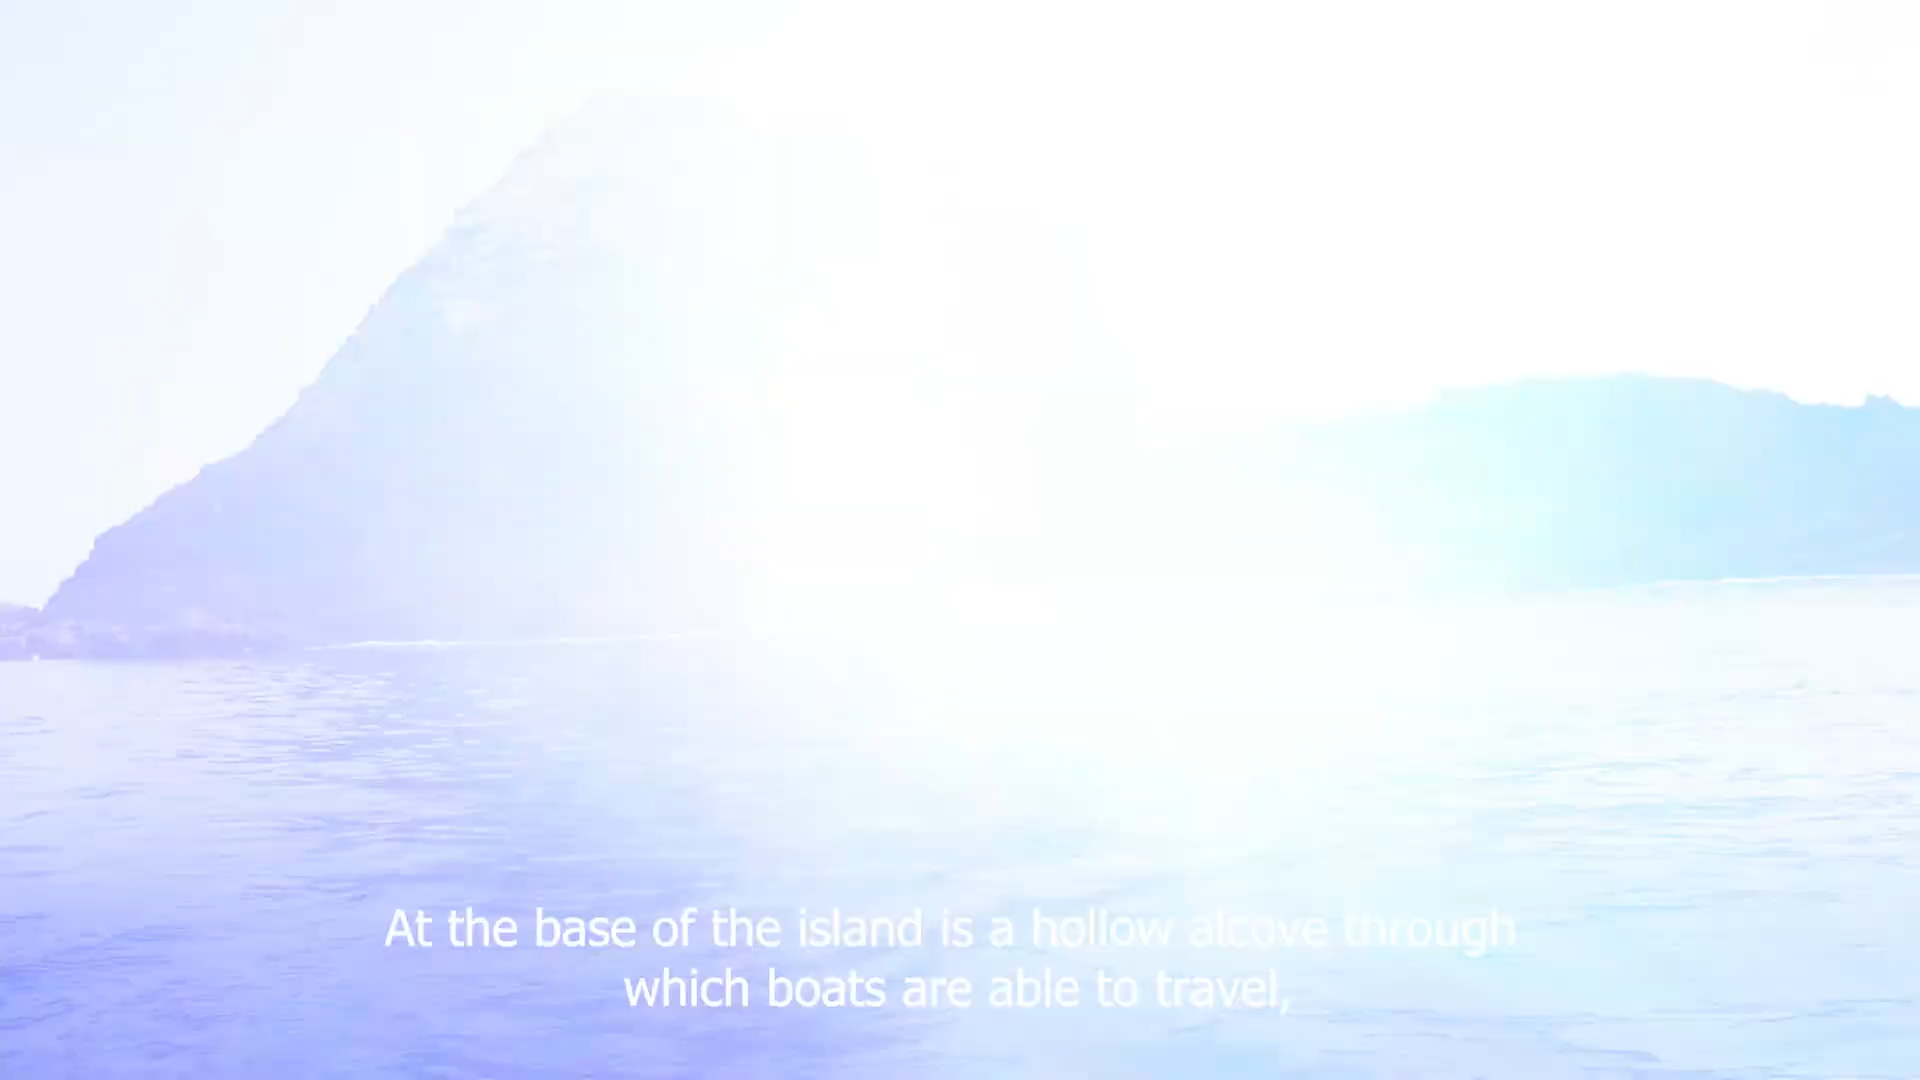 At the base of the island is a hollow alcove through
which boats are able to travel,